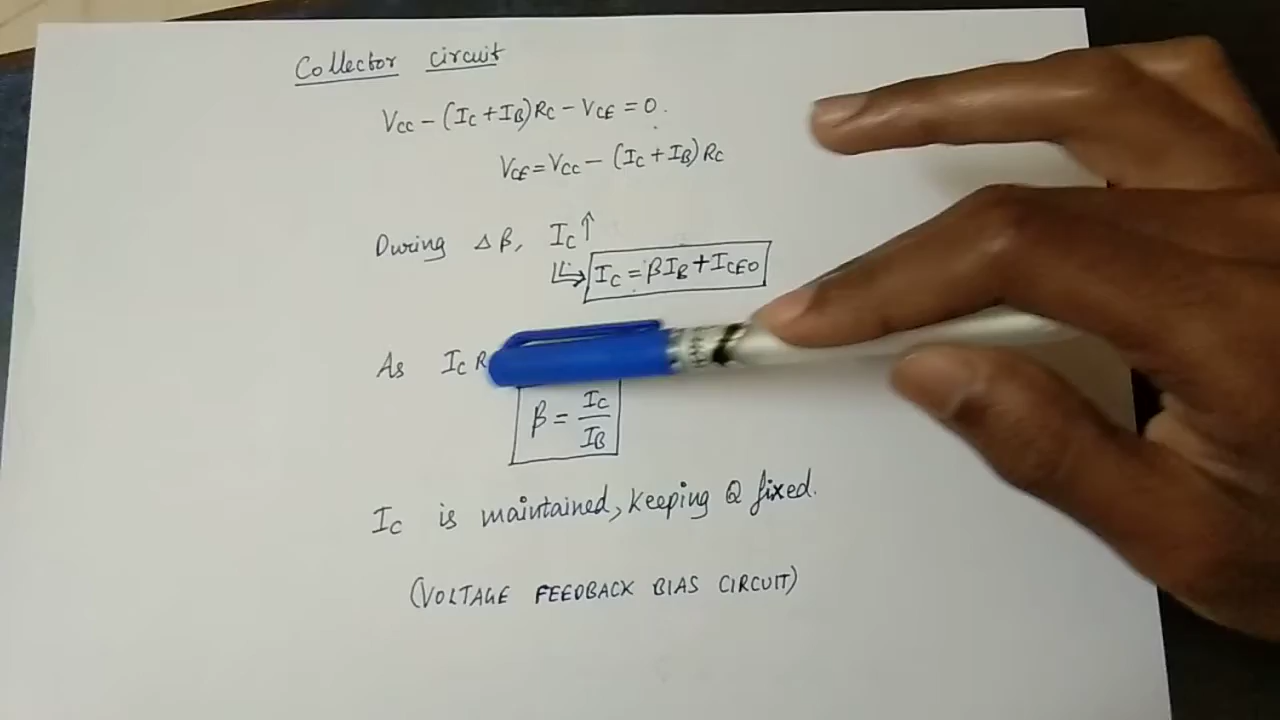 Collector circuit
VCC - (IC + IB)RC - VCE = 0.
VCE = VCC - (IC + IB) RC
During Δβ, IC↑
↳ IC = βIB + ICEO
As IC R
β = IC / IB
IC is maintained, keeping Q fixed.
(VOLTAGE FEEDBACK BIAS CIRCUIT)